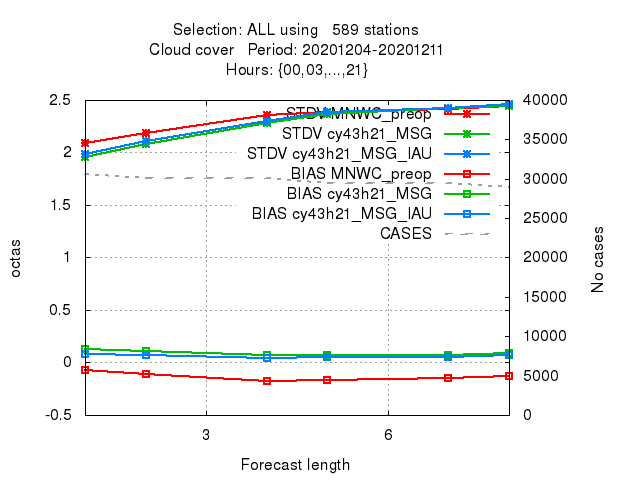 Selection: ALL using   589 stations
Cloud cover   Period: 20201204-20201211
Hours: {00,03,...,21}
2.5
2
1.5
1
0.5
0
-0.5
octas
40000
35000
30000
25000
20000
15000
10000
5000
0
No cases
STDV MNWC_preop
STDV cy43h21_MSG
STDV cy43h21_MSG_IAU
BIAS MNWC_preop
BIAS cy43h21_MSG
BIAS cy43h21_MSG_IAU
CASES
3
6
Forecast length